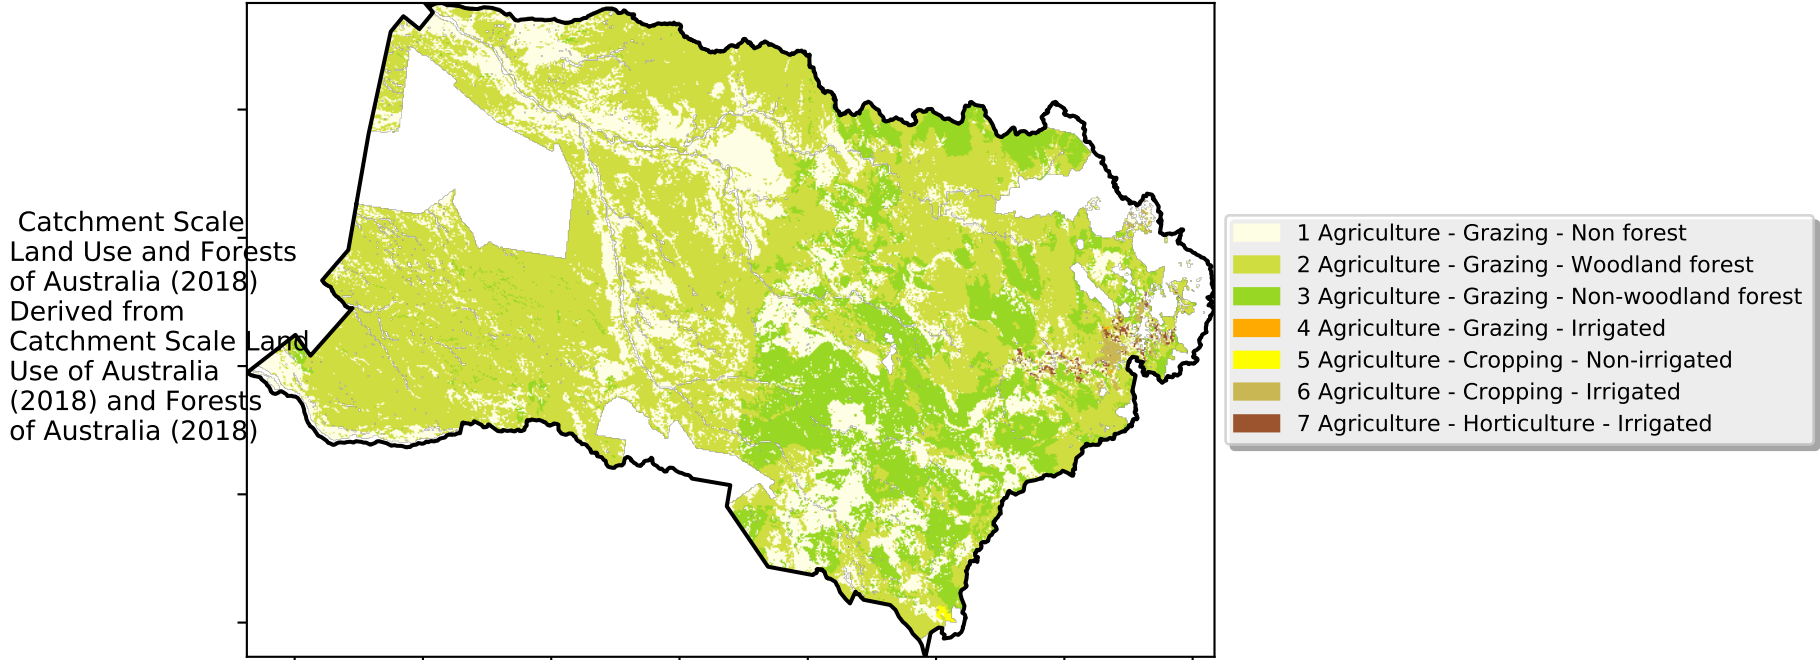 Catchment Scale
Land Use and Forests
of Australia (2018)
Derived from
Catchment Scale Land
Use of Australia
(2018) and Forests
of Australia (2018)
1 Agriculture - Grazing - Non forest
2 Agriculture - Grazing - Woodland forest
3 Agriculture - Grazing - Non-woodland forest
4 Agriculture - Grazing - Irrigated
5 Agriculture - Cropping - Non-irrigated
6 Agriculture - Cropping - Irrigated
7 Agriculture - Horticulture - Irrigated